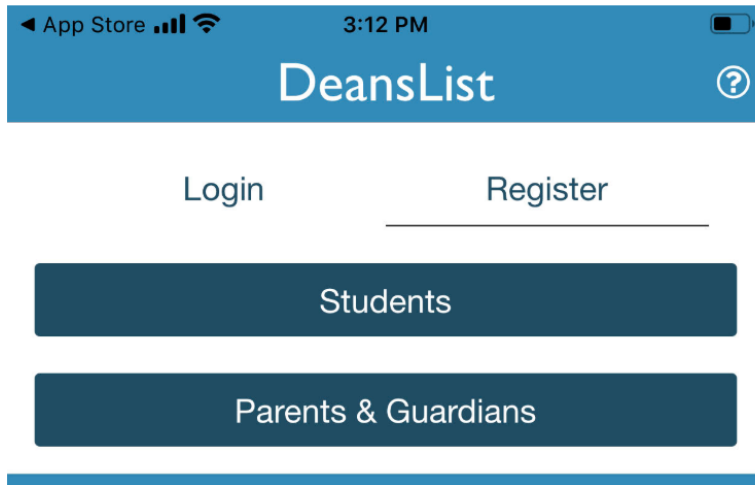 ◀ App Store 3:12 PM
DeansList ?
Login Register
Students
Parents & Guardians